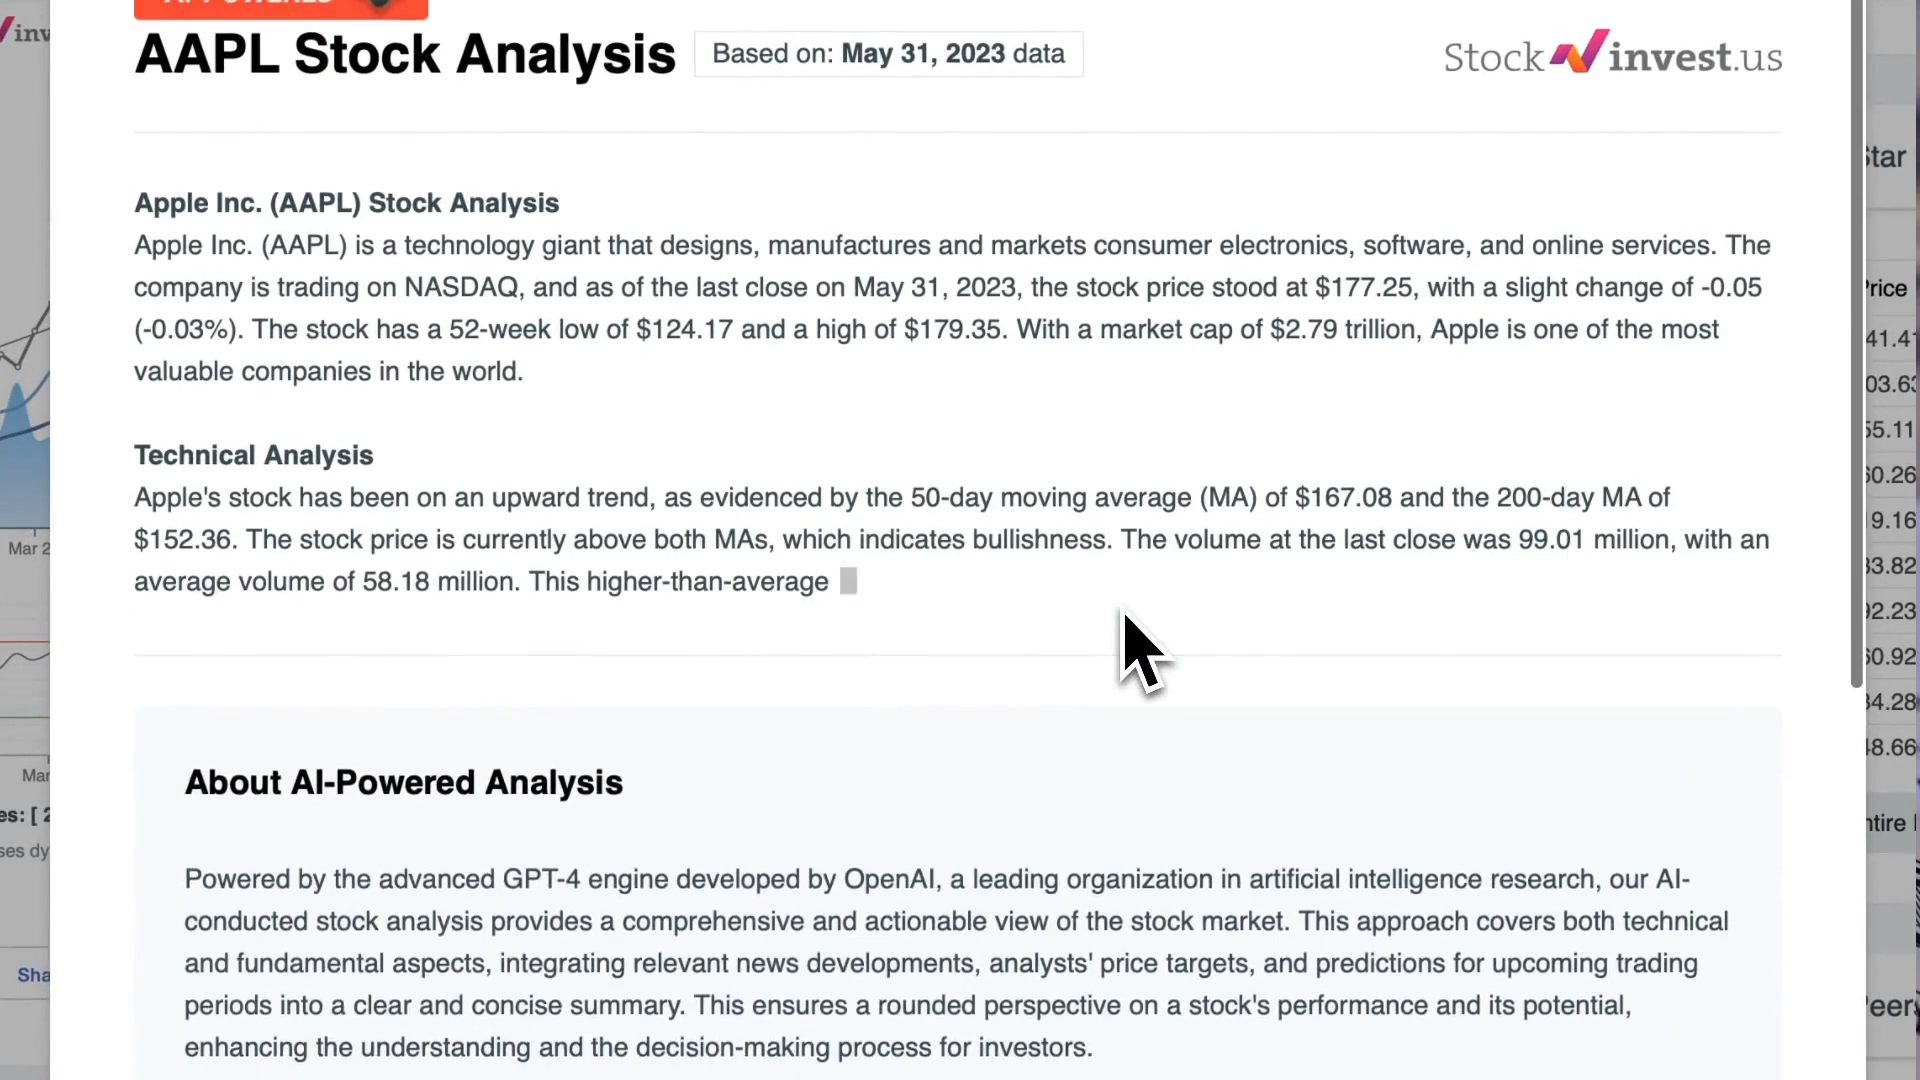 AAPL Stock Analysis
Based on: May 31, 2023 data
Stock invest.us
Apple Inc. (AAPL) Stock Analysis
Apple Inc. (AAPL) is a technology giant that designs, manufactures and markets consumer electronics, software, and online services. The
company is trading on NASDAQ, and as of the last close on May 31, 2023, the stock price stood at $177.25, with a slight change of -0.05
(-0.03%). The stock has a 52-week low of $124.17 and a high of $179.35. With a market cap of $2.79 trillion, Apple is one of the most
valuable companies in the world.
Technical Analysis
Apple's stock has been on an upward trend, as evidenced by the 50-day moving average (MA) of $167.08 and the 200-day MA of
$152.36. The stock price is currently above both MAs, which indicates bullishness. The volume at the last close was 99.01 million, with an
average volume of 58.18 million. This higher-than-average
About AI-Powered Analysis
Powered by the advanced GPT-4 engine developed by OpenAI, a leading organization in artificial intelligence research, our AI-
conducted stock analysis provides a comprehensive and actionable view of the stock market. This approach covers both technical
and fundamental aspects, integrating relevant news developments, analysts' price targets, and predictions for upcoming trading
periods into a clear and concise summary. This ensures a rounded perspective on a stock's performance and its potential,
enhancing the understanding and the decision-making process for investors.